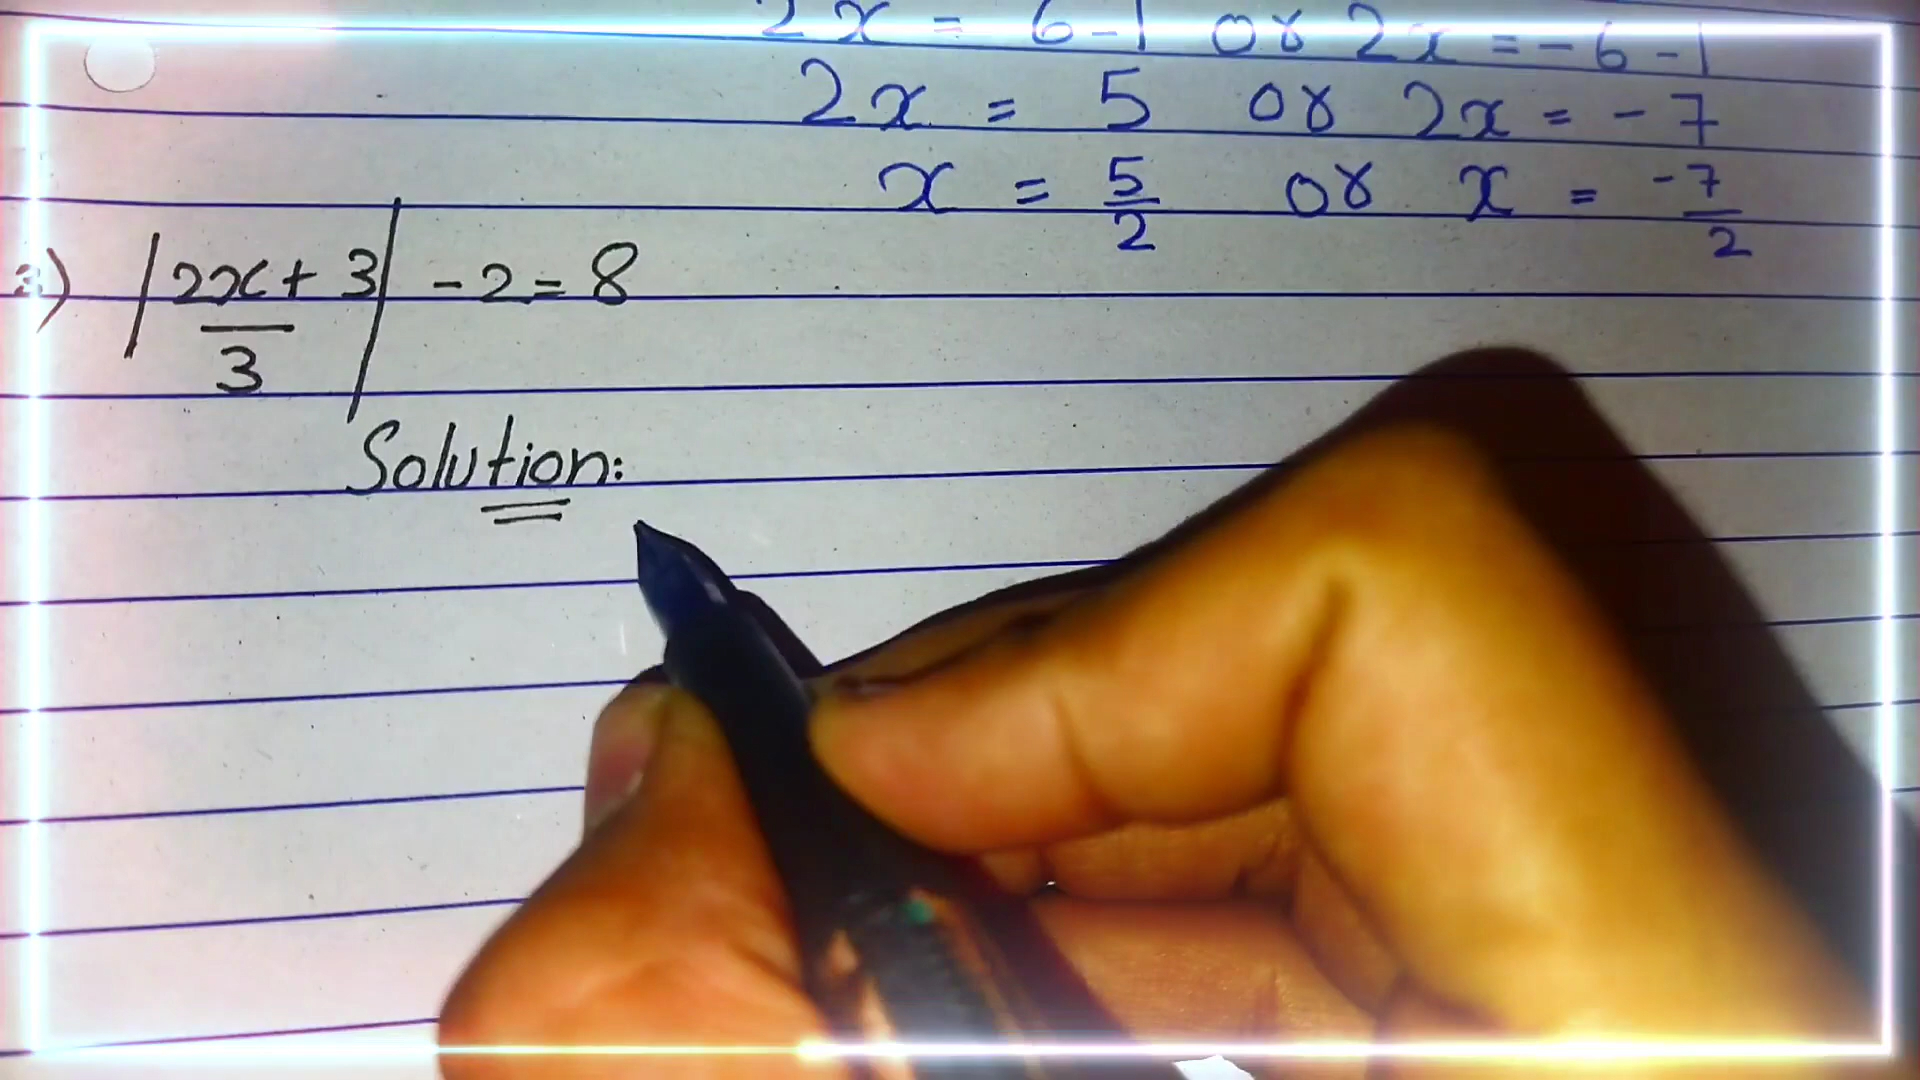 2x = 6-1 or 2x = -6-1
2x = 5 or 2x = -7
x = 5/2 or x = -7/2
|2x+3/3| -2=8
Solution: